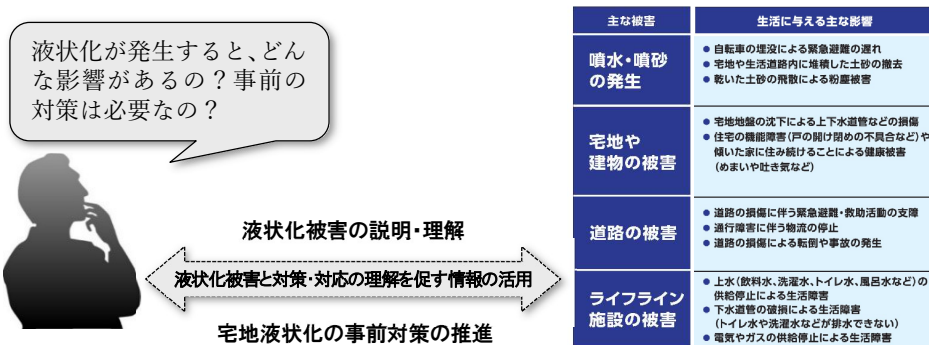 液状化が発生すると、どん
な影響があるの？事前の
対策は必要なの？
液状化被害の説明・理解
液状化被害と対策・対応の理解を促す情報の活用
宅地液状化の事前対策の推進
主な被害
生活に与える主な影響
噴水・噴砂
の発生
● 自転車の埋没による緊急避難の遅れ
● 宅地や生活道路内に堆積した土砂の撤去
● 乾いた土砂の飛散による粉塵被害
宅地や
建物の被害
● 宅地地盤の沈下による上下水道管などの損傷
● 住宅の機能障害（戸の開け閉めの不具合など）や
傾いた家に住み続けることによる健康被害
（めまいや吐き気など）
道路の被害
● 道路の損傷に伴う緊急避難・救助活動の支障
● 通行障害に伴う物流の停止
● 道路の損傷による転倒や事故の発生
ライフライン
施設の被害
● 上水（飲料水、洗濯水、トイレ水、風呂水など）の
供給停止による生活障害
● 下水道管の破損による生活障害
（トイレ水や洗濯水などが排水できない）
● 電気やガスの供給停止による生活障害